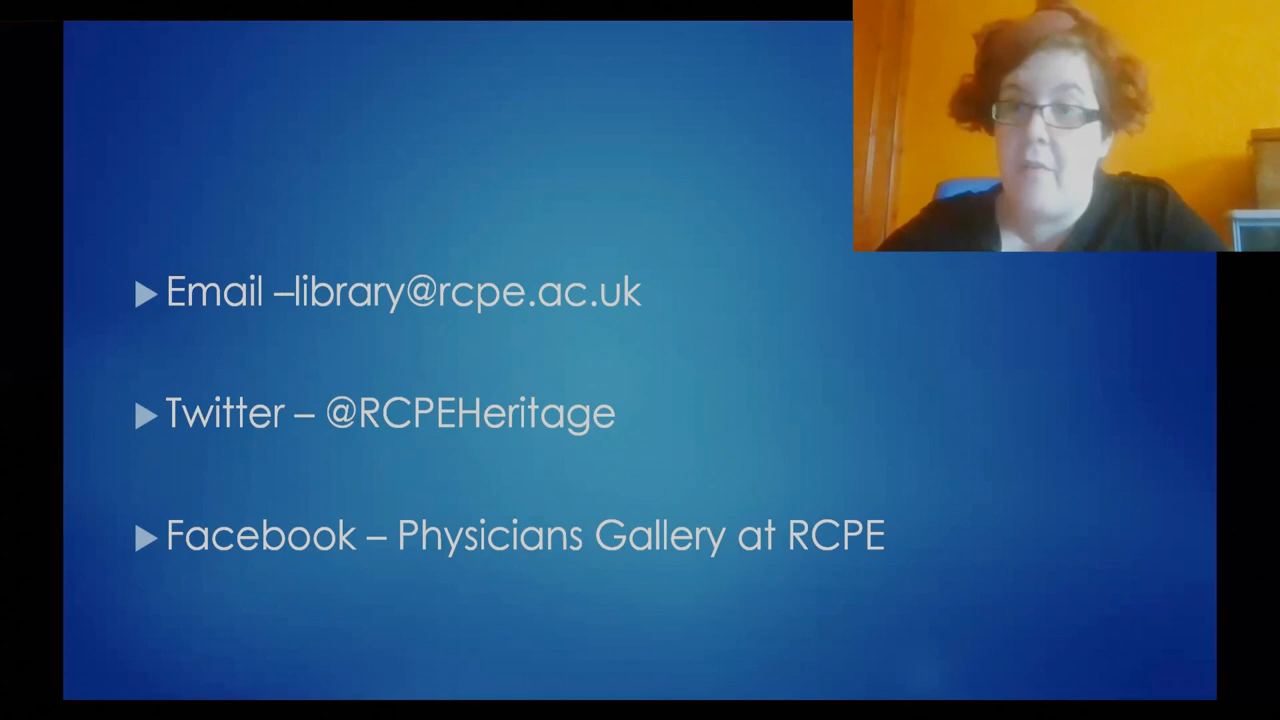 Email –library@rcpe.ac.uk
Twitter – @RCPEHeritage
Facebook – Physicians Gallery at RCPE